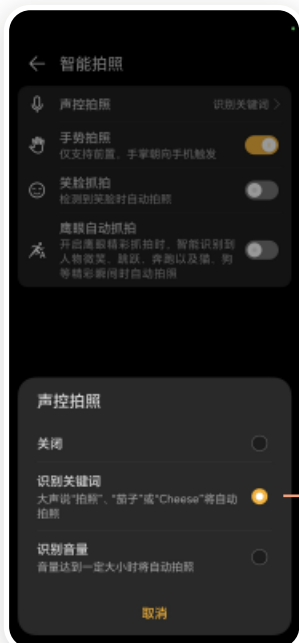 智能拍照
声控拍照 识别关键词
手势拍照
仅支持前置，手掌朝向手机触发
笑脸抓拍
检测到笑脸时自动拍照
鹰眼自动抓拍
开启鹰眼精彩抓拍时，智能识别到
人物微笑、跳跃、奔跑以及猫、狗
等精彩瞬间时自动拍照
声控拍照
关闭
识别关键词
大声说“拍照”、“茄子”或“Cheese”将自动
拍照
识别音量
音量达到一定大小时将自动拍照
取消